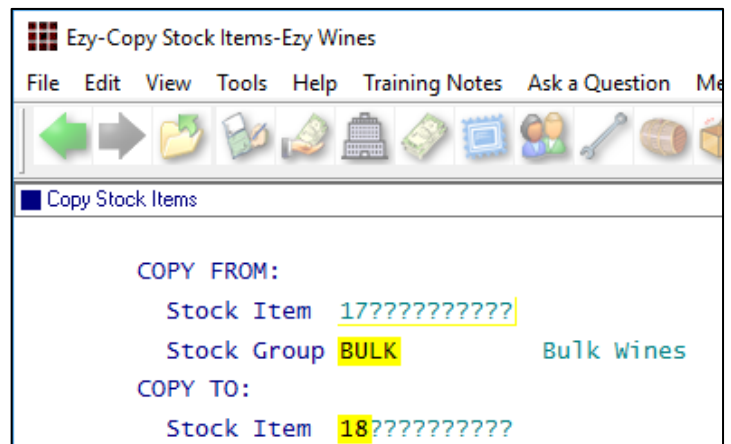 Ezy-Copy Stock Items-Ezy Wines
File Edit View Tools Help Training Notes Ask a Question Me
Copy Stock Items
COPY FROM:
Stock Item 17???????????
Stock Group BULK Bulk Wines
COPY TO:
Stock Item 18???????????